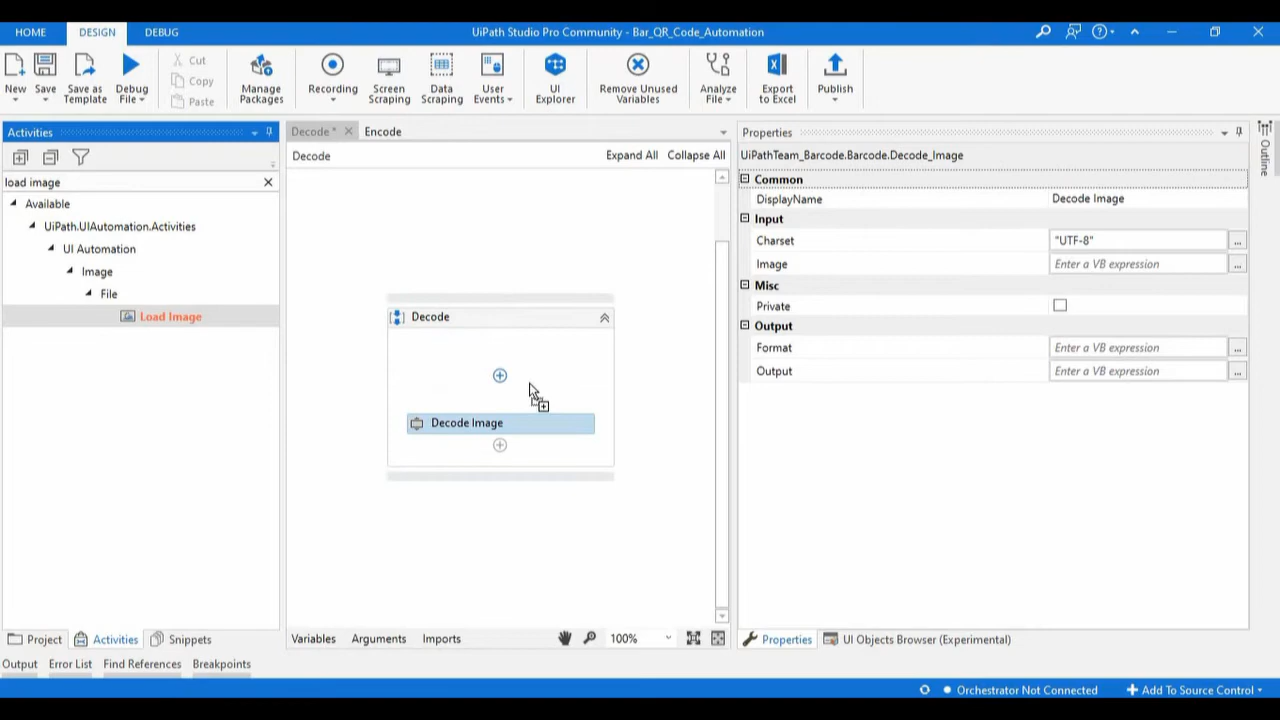 HOME DESIGN DEBUG UiPath Studio Pro Community - Bar_QR_Code_Automation
New Save Save as Template Debug File Cut Copy Paste Manage Packages Recording Screen Scraping Data Scraping User Events UI Explorer Remove Unused Variables Analyze File Export to Excel Publish
Activities
load image
Available
UiPath.UIAutomation.Activities
UI Automation
Image
File
Load Image
Project Activities Snippets
Decode * Encode
Decode Expand All Collapse All
Decode
Decode Image
Variables Arguments Imports 100%
Properties
UiPathTeam_Barcode.Barcode.Decode_Image
Common
DisplayName Decode Image
Input
Charset "UTF-8" ...
Image Enter a VB expression ...
Misc
Private
Output
Format Enter a VB expression ...
Output Enter a VB expression ...
Properties UI Objects Browser (Experimental)
Outline
Output Error List Find References Breakpoints
Orchestrator Not Connected Add To Source Control